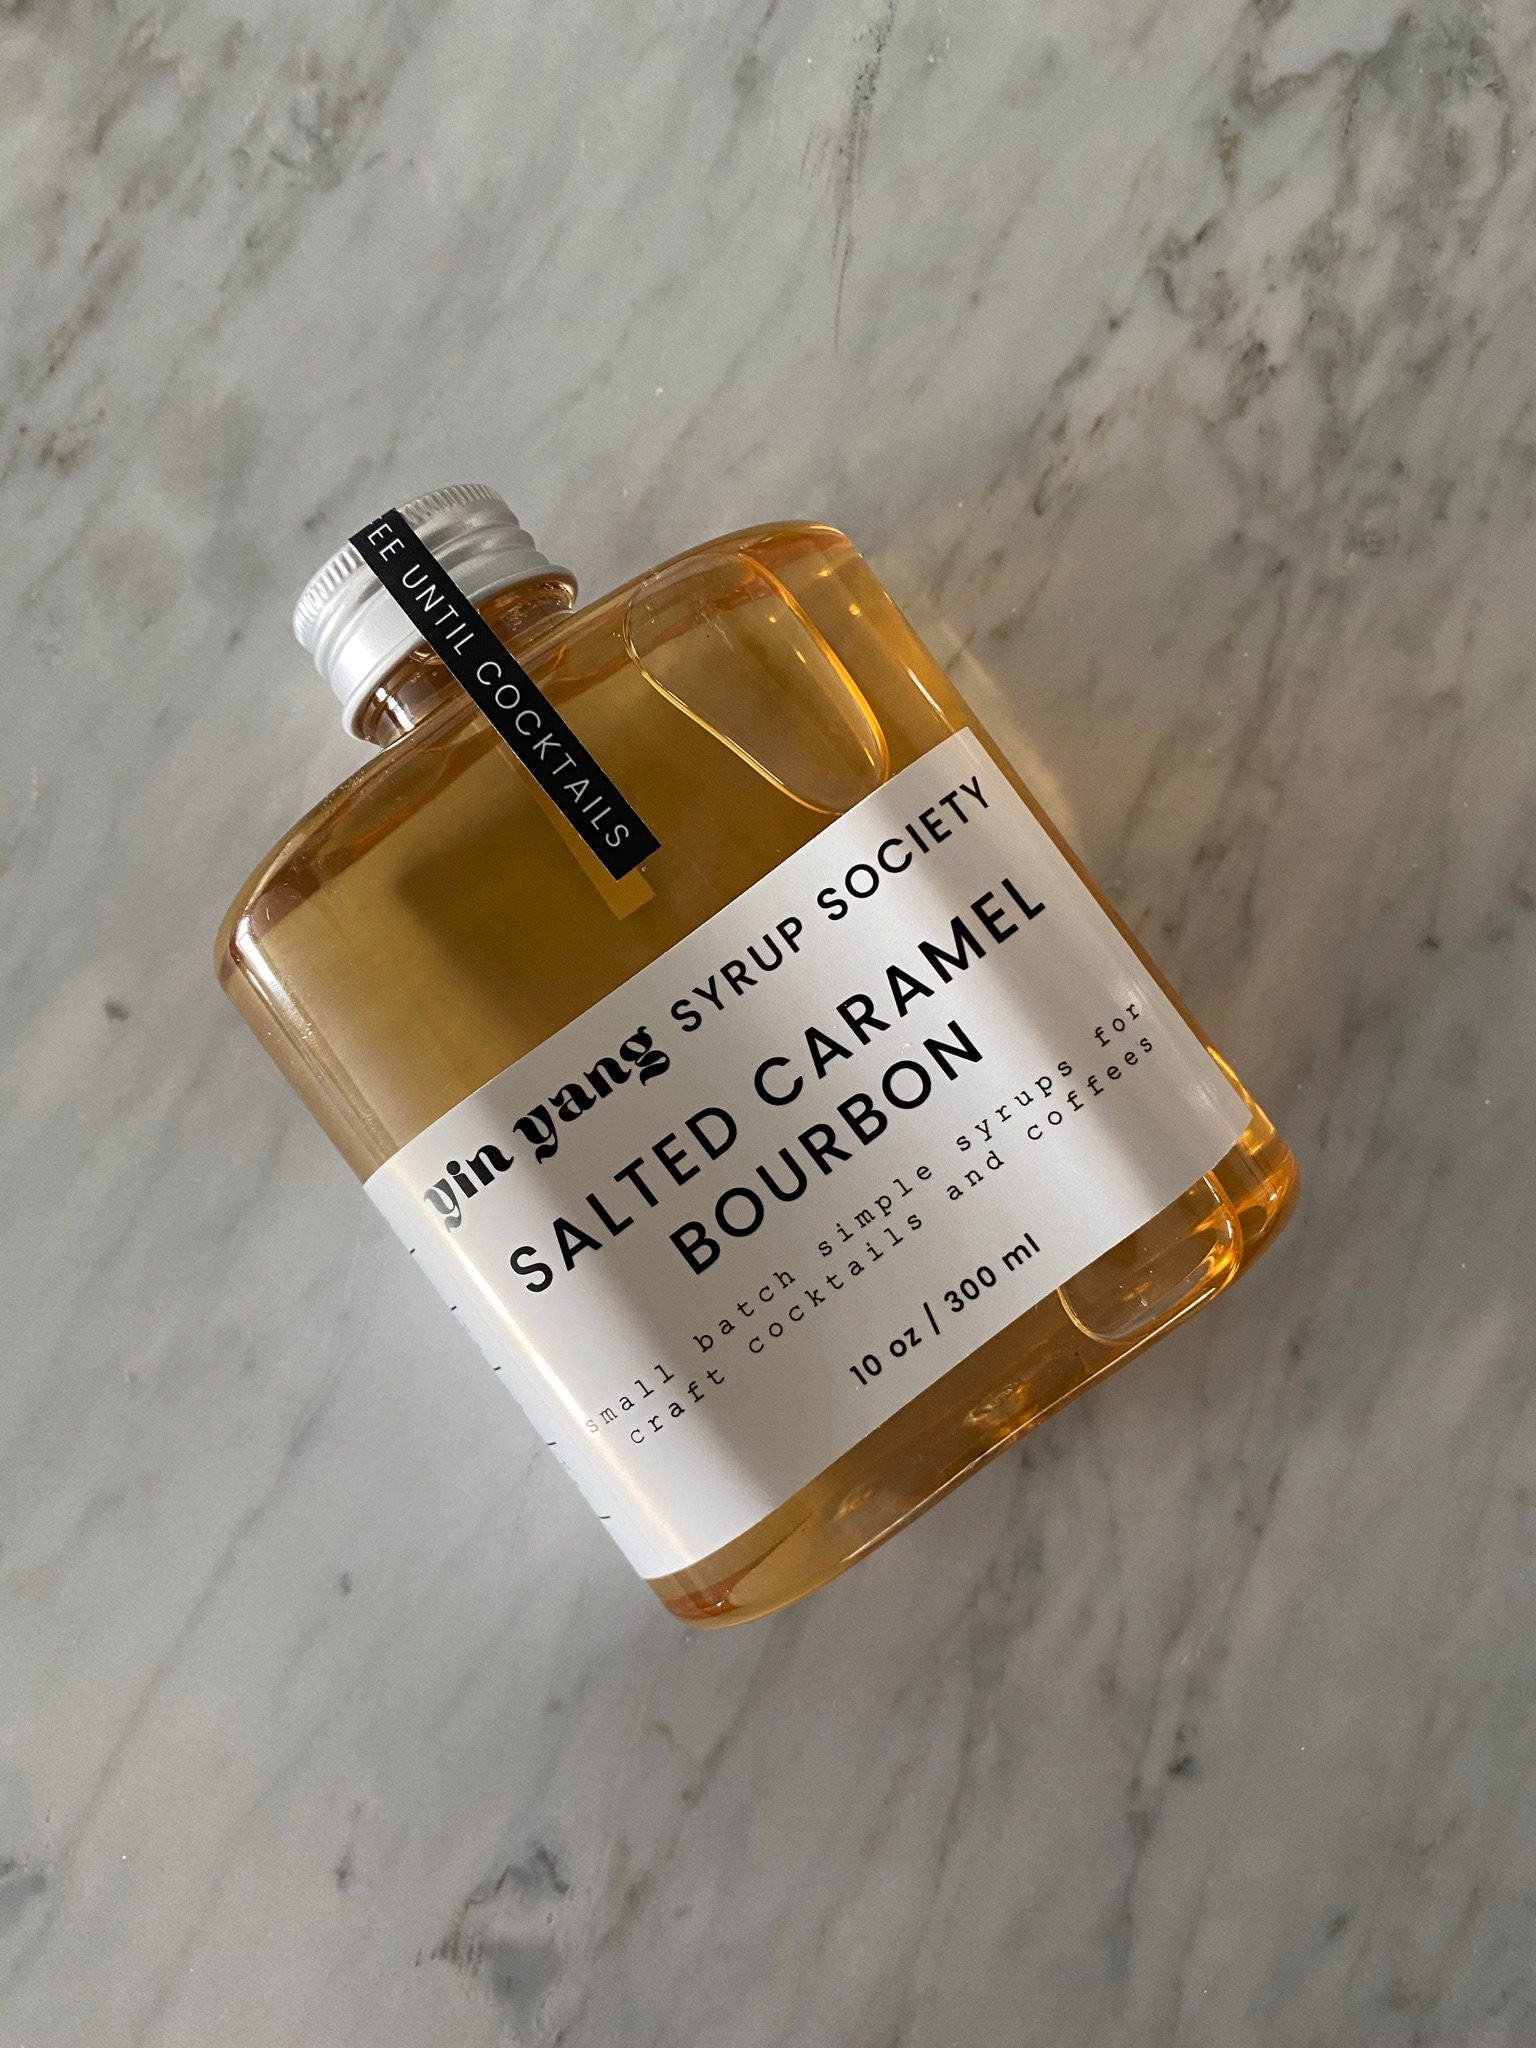 EE UNTIL COCKTAILS
yin yang SYRUP SOCIETY
SALTED CARAMEL
BOURBON
small batch simple syrups for
craft cocktails and coffees
10 oz / 300 ml